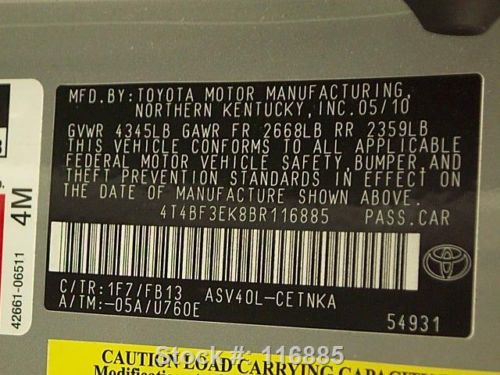 MFD.BY:TOYOTA MOTOR MANUFACTURING,
NORTHERN KENTUCKY, INC. 05/10
GVWR 4345LB GAWR FR 2668LB RR 2359LB
THIS VEHICLE CONFORMS TO ALL APPLICABLE
FEDERAL MOTOR VEHICLE SAFETY, BUMPER, AND
THEFT PREVENTION STANDARDS IN EFFECT ON
THE DATE OF MANUFACTURE SHOWN ABOVE.
4T4BF3EK8BR116885 PASS.CAR
C/TR:1F7/FB13 ASV40L-CETNKA
A/TM:-05A/U760E
54931
4M
42661-06511
CAUTION LOAD CARRYING CAPACITY
Stock #: 116885